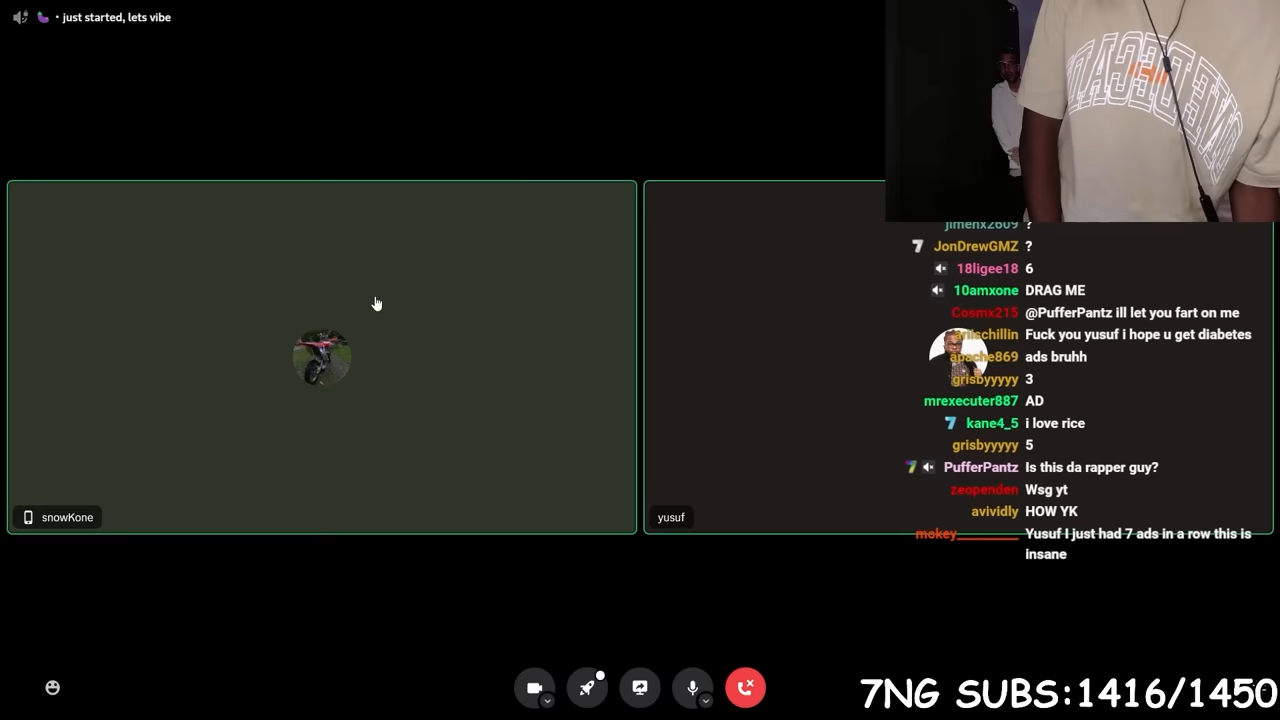 • just started, lets vibe
jimenx2609 ?
JonDrewGMZ ?
18ligee18 6
10amxone DRAG ME
Cosmx215 @PufferPantz ill let you fart on me
Fuck you yusuf i hope u get diabetes
apache869 ads bruhh
grisbyyyyy 3
mrexecuter887 AD
kane4_5 i love rice
grisbyyyyy 5
PufferPantz Is this da rapper guy?
zeopenden Wsg yt
avividly HOW YK
mokey________ Yusuf I just had 7 ads in a row this is
insane
snowKone
yusuf
7NG SUBS:1416/1450